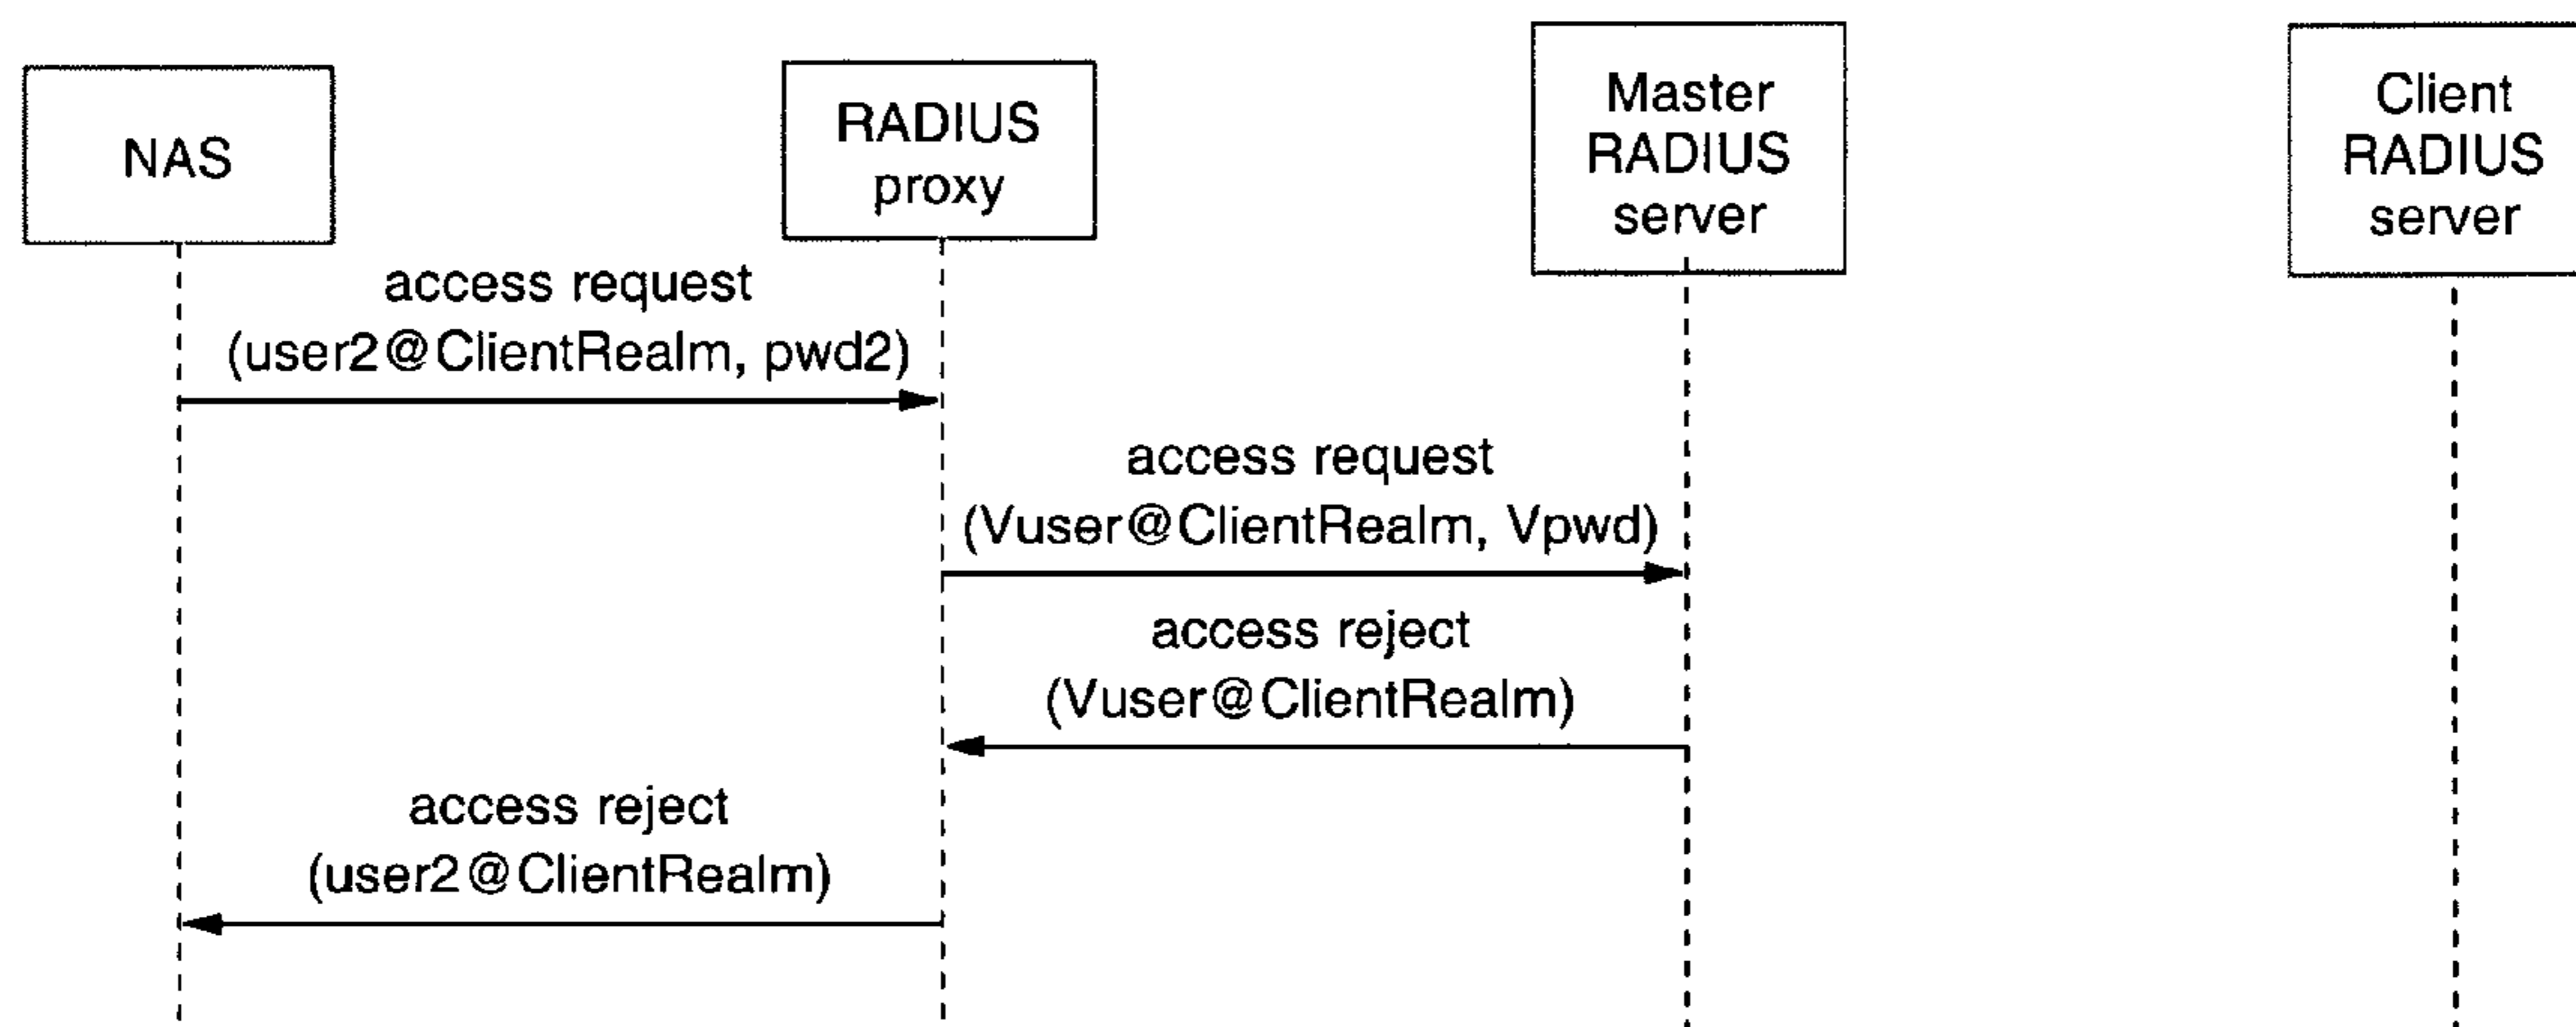 NAS
RADIUS
proxy
Master
RADIUS
server
Client
RADIUS
server
access request
(user2@ClientRealm, pwd2)
access request
(Vuser@ClientRealm, Vpwd)
access reject
(Vuser@ClientRealm)
access reject
(user2@ClientRealm)